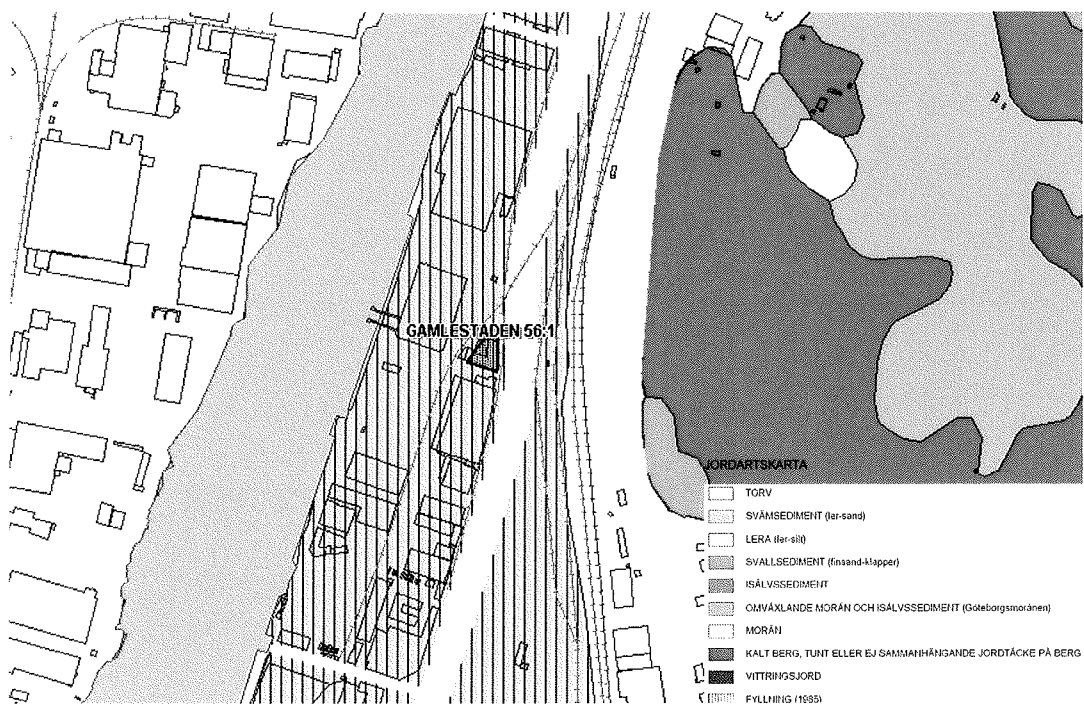 GAMLESTADEN 56:1
JORDARTSKARTA
TORV
SVÄMSEDIMENT (ler-sand)
LERA (ler-silt)
SVALLSEDIMENT (finsand-klapper)
ISÄLVSSEDIMENT
OMVÄXLANDE MORÄN OCH ISÄLVSSEDIMENT (Göteborgsmoränen)
MORÄN
KALT BERG, TUNT ELLER EJ SAMMANHÄNGANDE JORDTÄCKE PÅ BERG
VITTRINGSJORD
FYLLNING (1985)